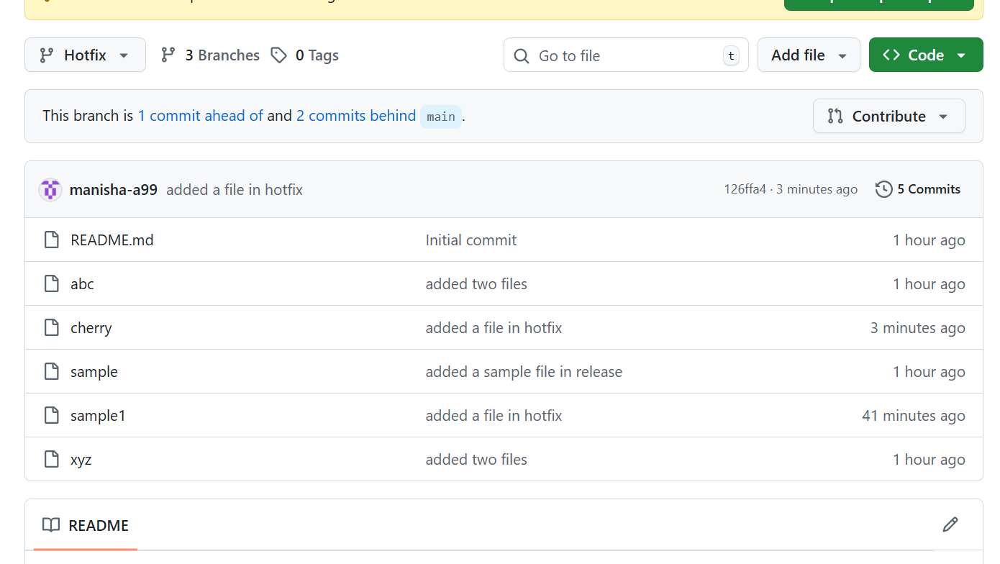 Hotfix 3 Branches 0 Tags Go to file t Add file Code
This branch is 1 commit ahead of and 2 commits behind main .
Contribute
manisha-a99 added a file in hotfix 126ffa4 · 3 minutes ago 5 Commits
README.md Initial commit 1 hour ago
abc added two files 1 hour ago
cherry added a file in hotfix 3 minutes ago
sample added a sample file in release 1 hour ago
sample1 added a file in hotfix 41 minutes ago
xyz added two files 1 hour ago
README